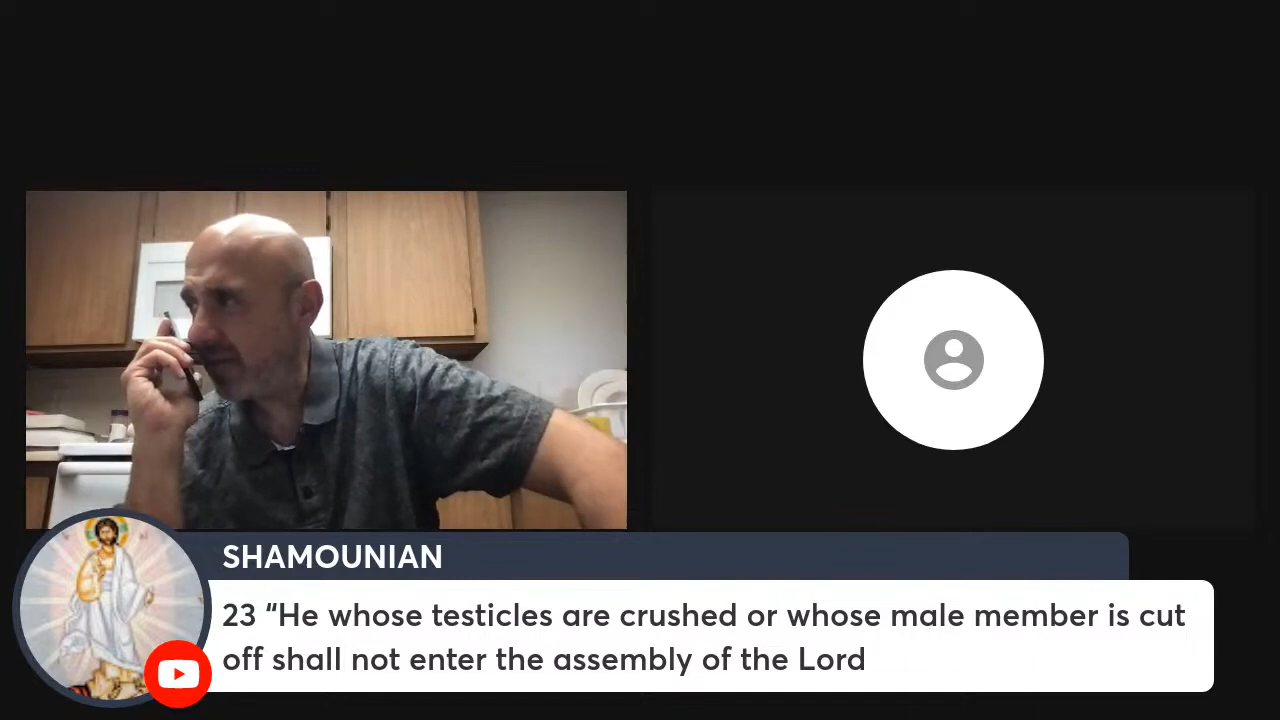 SHAMOUNIAN
23 “He whose testicles are crushed or whose male member is cut
off shall not enter the assembly of the Lord